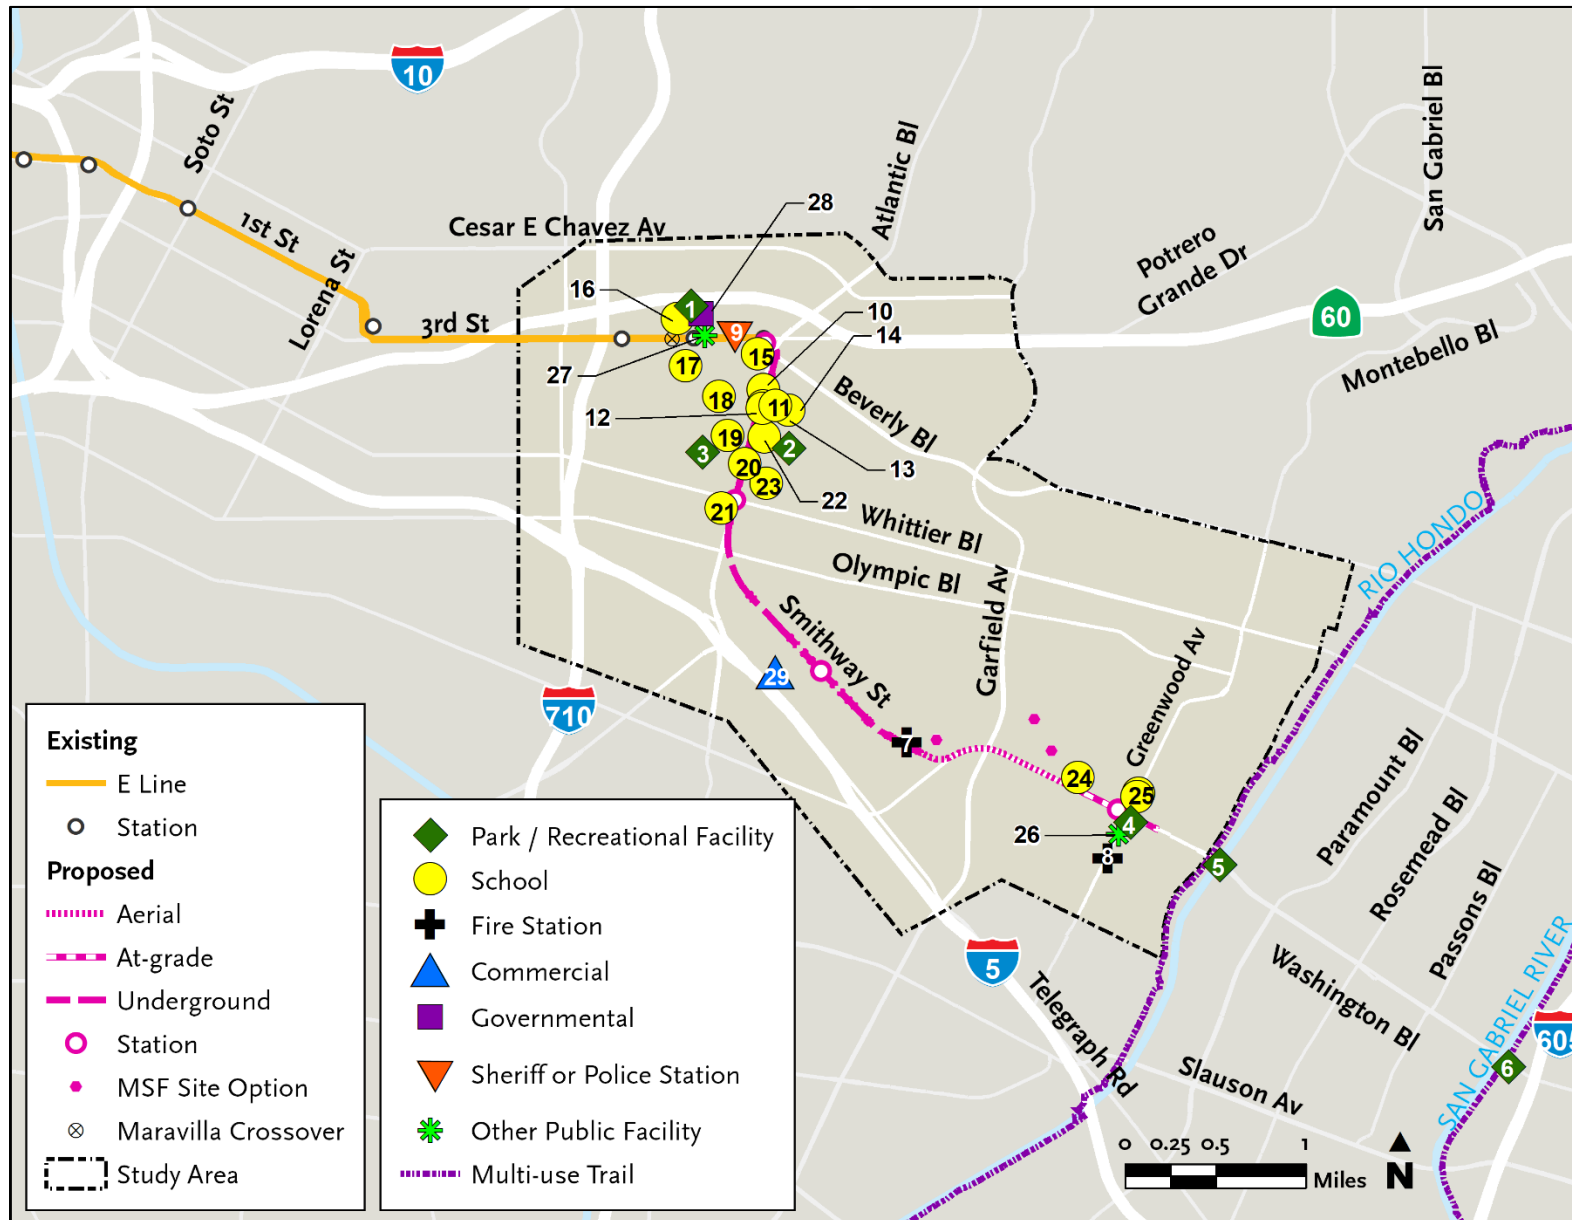 10
Soto St
San Gabriel Bl
Atlantic Bl
28
Cesar E Chavez Av
1st St
Potrero
Grande Dr
Lorena St
16
1
10
60
3rd St
9
14
Montebello Bl
15
17
27
Beverly Bl
18
11
12
19
3
2
13
20
23
22
21
Whittier Bl
RIO HONDO
Olympic Bl
Garfield Av
Smithway St
Greenwood Av
29
710
7
24
25
4
26
8
5
Paramount Bl
Rosemead Bl
Passons Bl
5
Telegraph Rd
Washington Bl
SAN GABRIEL RIVER
605
6
Slauson Av
Existing
E Line
Station
Proposed
Aerial
At-grade
Underground
Station
MSF Site Option
Maravilla Crossover
Study Area
Park / Recreational Facility
School
Fire Station
Commercial
Governmental
Sheriff or Police Station
Other Public Facility
Multi-use Trail
0 0.25 0.5 1
Miles
N